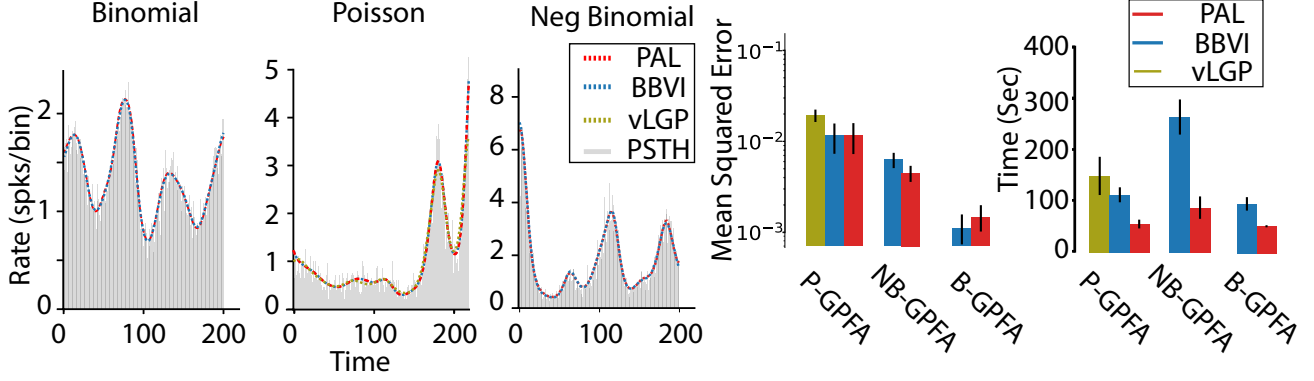 Binomial
Poisson
Neg Binomial
PAL
BBVI
vLGP
PSTH
Rate (spks/bin)
2
1
0
0
100
200
5
4
3
2
1
0
0
100
200
8
6
4
2
0
0
100
200
Time
Mean Squared Error
10⁻¹
10⁻²
10⁻³
P-GPFA
NB-GPFA
B-GPFA
PAL
BBVI
vLGP
Time (Sec)
400
300
200
100
0
P-GPFA
NB-GPFA
B-GPFA